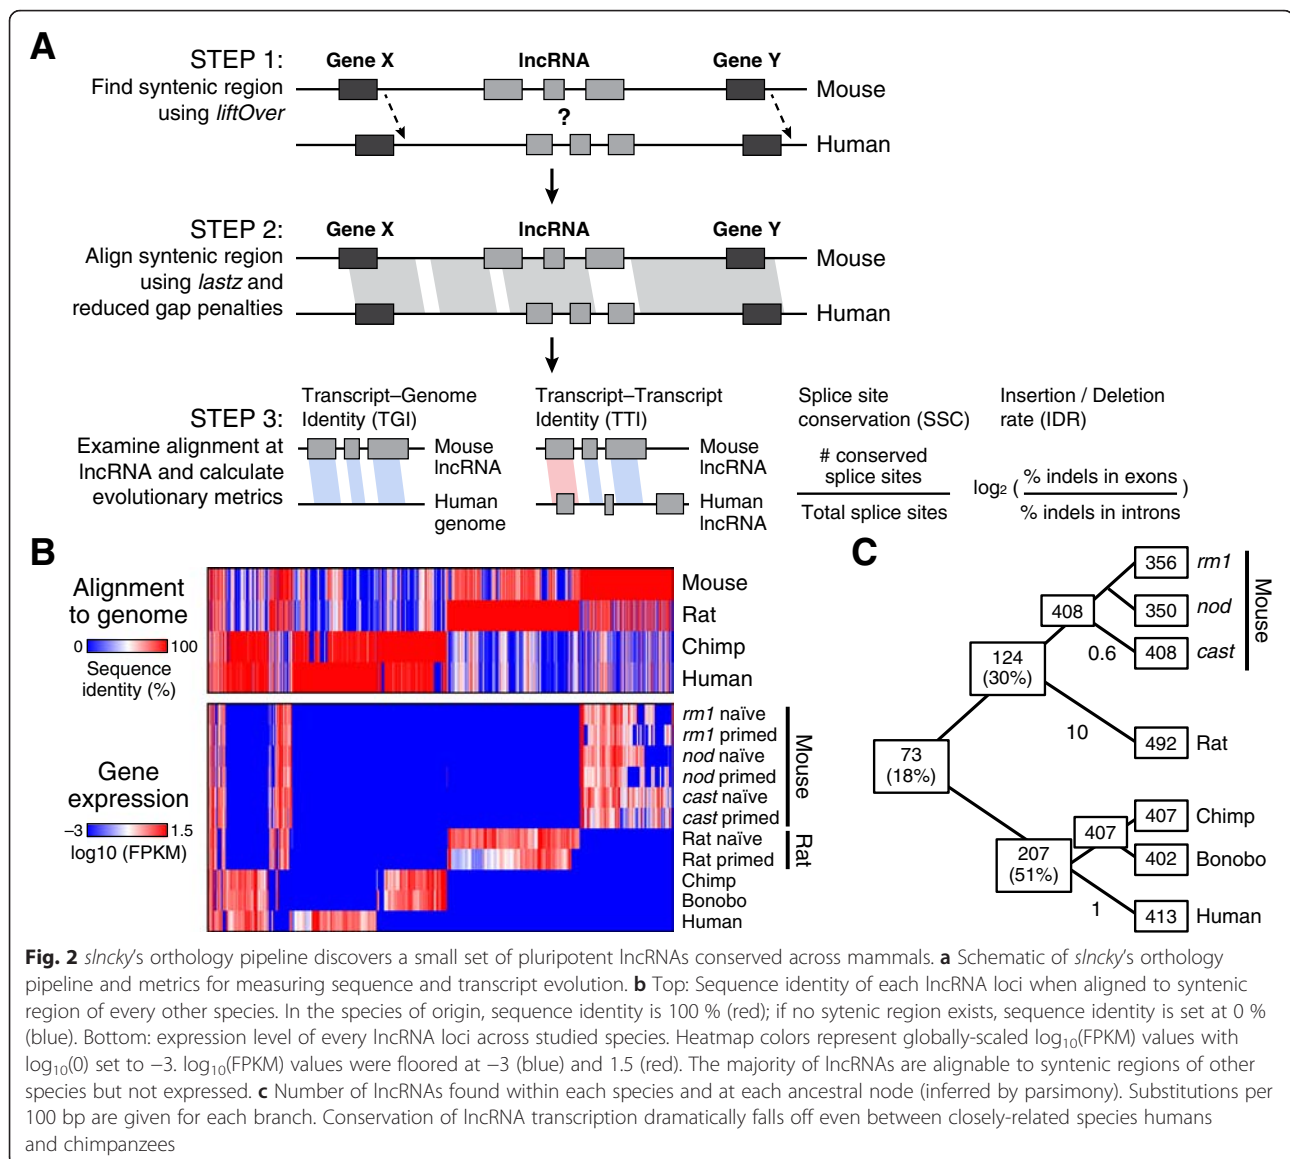 A
STEP 1:
Find syntenic region
using liftOver
Gene X
lncRNA
Gene Y
Mouse
?
Human
STEP 2:
Align syntenic region
using lastz and
reduced gap penalties
Gene X
lncRNA
Gene Y
Mouse
Human
STEP 3:
Examine alignment at
lncRNA and calculate
evolutionary metrics
Transcript–Genome
Identity (TGI)
Mouse
lncRNA
Human
genome
Transcript–Transcript
Identity (TTI)
Mouse
lncRNA
Human
lncRNA
Splice site
conservation (SSC)
# conserved
splice sites
Total splice sites
Insertion / Deletion
rate (IDR)
log2 ( % indels in exons )
% indels in introns
B
Alignment
to genome
0 100
Sequence
identity (%)
Mouse
Rat
Chimp
Human
Gene
expression
–3 1.5
log10 (FPKM)
rm1 naïve
rm1 primed
nod naïve
nod primed
cast naïve
cast primed
Mouse
Rat naïve
Rat primed
Rat
Chimp
Bonobo
Human
C
356 rm1
350 nod
408 cast
Mouse
408
0.6
124
(30%)
10
492 Rat
73
(18%)
407 Chimp
407
402 Bonobo
207
(51%)
1
413 Human
Fig. 2 slncky's orthology pipeline discovers a small set of pluripotent lncRNAs conserved across mammals. a Schematic of slncky's orthology
pipeline and metrics for measuring sequence and transcript evolution. b Top: Sequence identity of each lncRNA loci when aligned to syntenic
region of every other species. In the species of origin, sequence identity is 100 % (red); if no sytenic region exists, sequence identity is set at 0 %
(blue). Bottom: expression level of every lncRNA loci across studied species. Heatmap colors represent globally-scaled log10(FPKM) values with
log10(0) set to −3. log10(FPKM) values were floored at −3 (blue) and 1.5 (red). The majority of lncRNAs are alignable to syntenic regions of other
species but not expressed. c Number of lncRNAs found within each species and at each ancestral node (inferred by parsimony). Substitutions per
100 bp are given for each branch. Conservation of lncRNA transcription dramatically falls off even between closely-related species humans
and chimpanzees